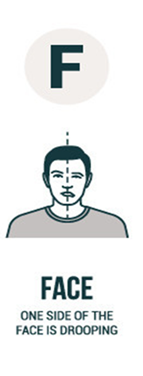 F
FACE
ONE SIDE OF THE
FACE IS DROOPING